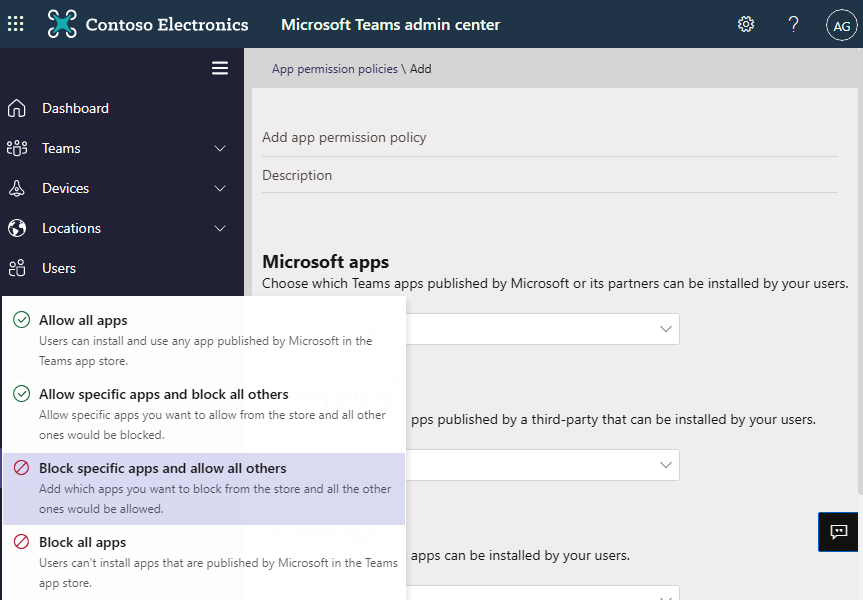 Contoso Electronics
Microsoft Teams admin center
?
AG
App permission policies \ Add
Dashboard
Teams
Devices
Locations
Users
Add app permission policy
Description
Microsoft apps
Choose which Teams apps published by Microsoft or its partners can be installed by your users.
Allow all apps
Users can install and use any app published by Microsoft in the
Teams app store.
Allow specific apps and block all others
Allow specific apps you want to allow from the store and all other
ones would be blocked.
Block specific apps and allow all others
Add which apps you want to block from the store and all the other
ones would be allowed.
Block all apps
Users can't install apps that are published by Microsoft in the Teams
app store.
pps published by a third-party that can be installed by your users.
apps can be installed by your users.